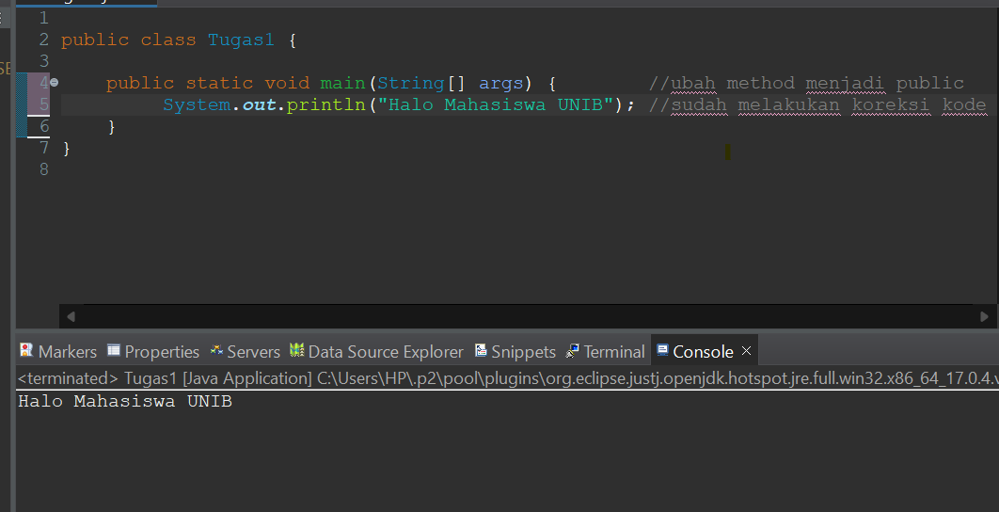 1
2 public class Tugas1 {
3
4 public static void main(String[] args) { //ubah method menjadi public
5 System.out.println("Halo Mahasiswa UNIB"); //sudah melakukan koreksi kode
6 }
7 }
8
Markers Properties Servers Data Source Explorer Snippets Terminal Console
<terminated> Tugas1 [Java Application] C:\Users\HP\.p2\pool\plugins\org.eclipse.justj.openjdk.hotspot.jre.full.win32.x86_64_17.0.4.v
Halo Mahasiswa UNIB